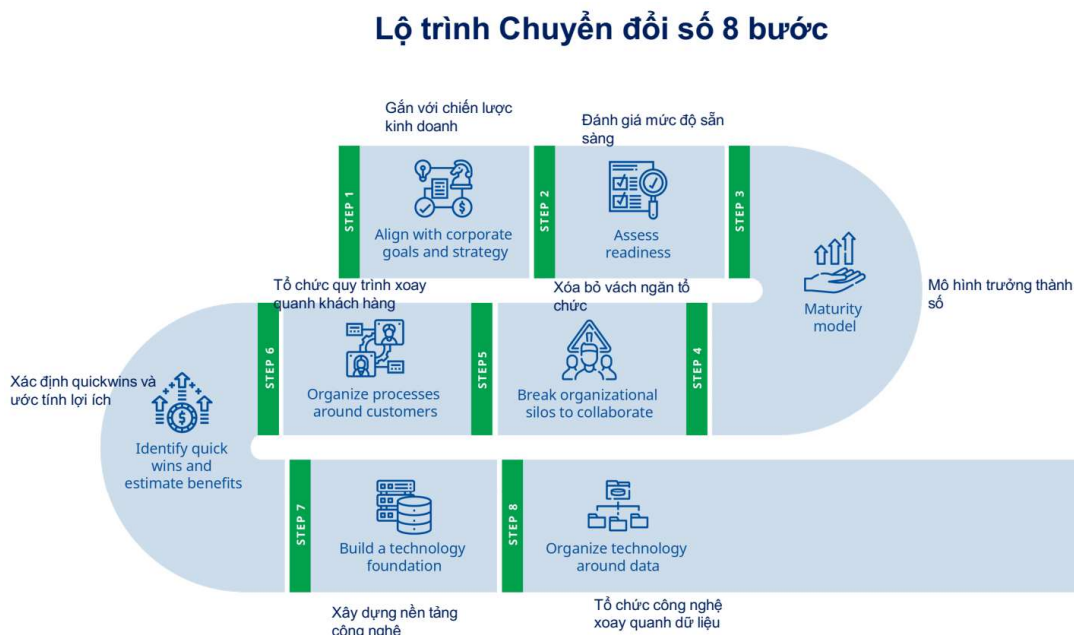 Lộ trình Chuyển đổi số 8 bước
Gắn với chiến lược
kinh doanh
Đánh giá mức độ sẵn
sàng
STEP 1
Align with corporate
goals and strategy
STEP 2
Assess
readiness
STEP 3
Maturity
model
Mô hình trưởng thành
số
Tổ chức quy trình xoay
quanh khách hàng
Xóa bỏ vách ngăn tổ
chức
STEP 4
Break organizational
silos to collaborate
STEP5
Organize processes
around customers
STEP 6
Xác định quickwins và
ước tính lợi ích
Identify quick
wins and
estimate benefits
STEP 7
Build a technology
foundation
STEP 8
Organize technology
around data
Xây dựng nền tảng
công nghệ
Tổ chức công nghệ
xoay quanh dữ liệu